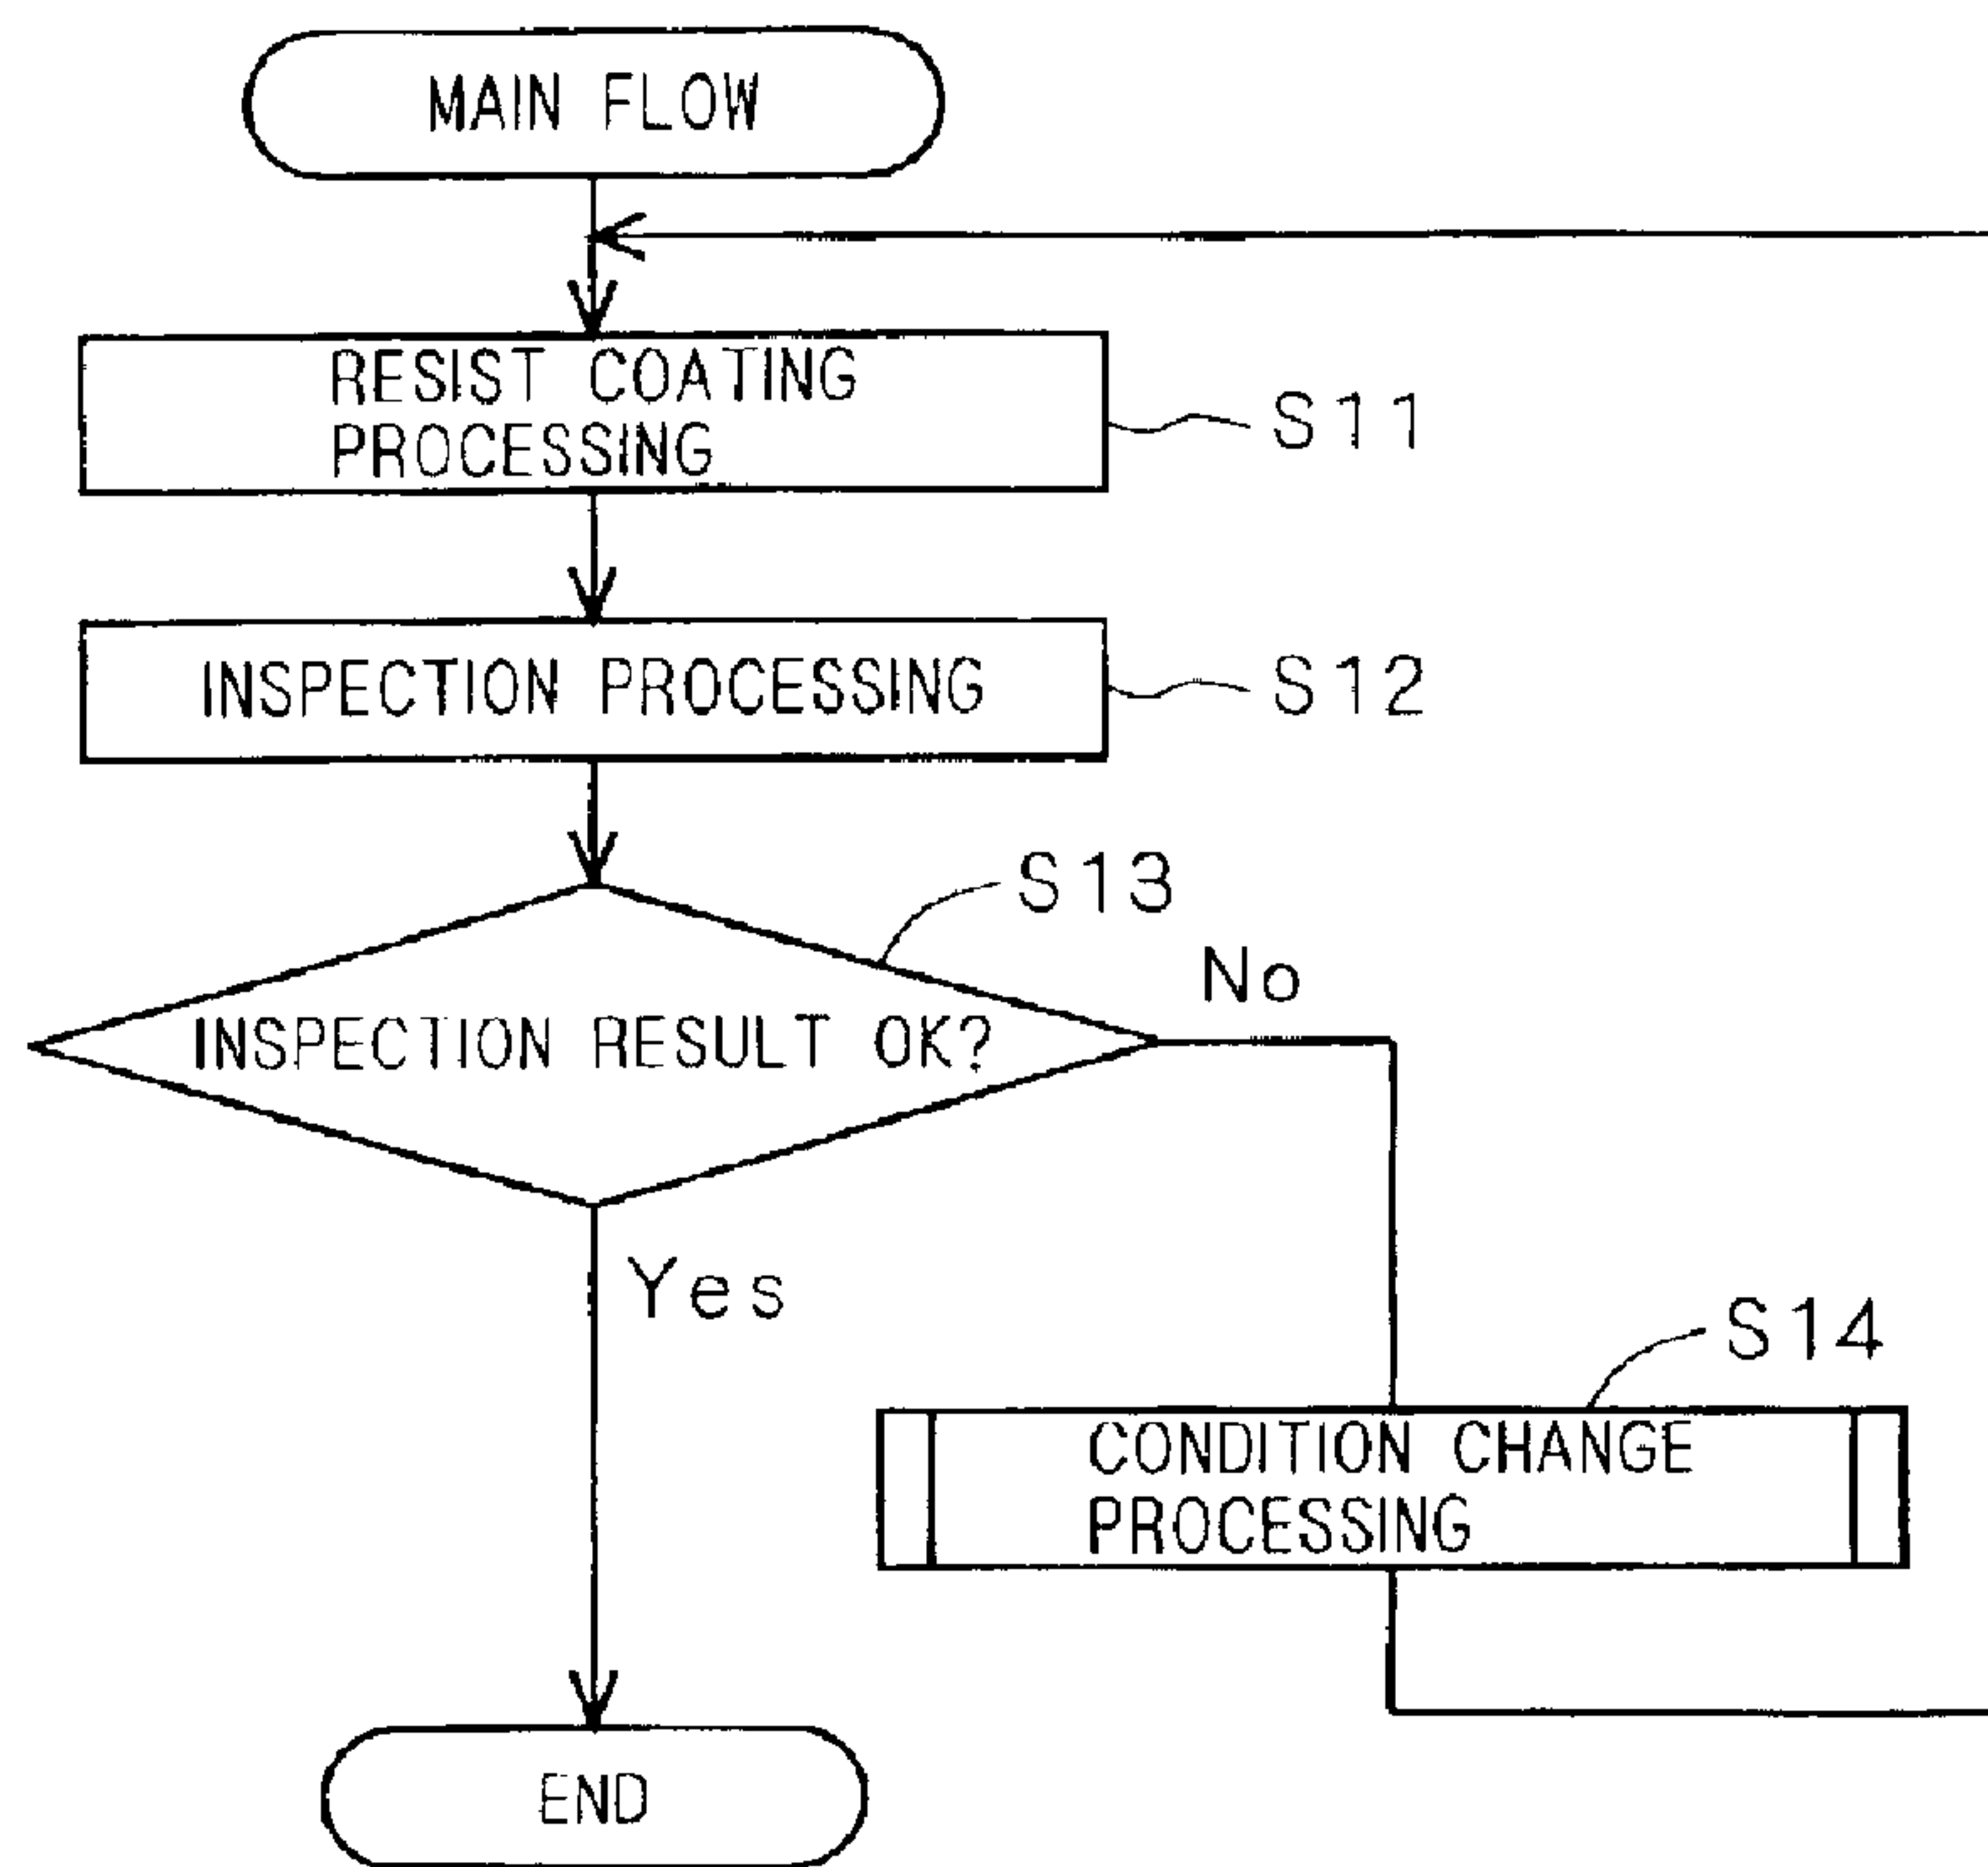 MAIN FLOW
RESIST COATING
PROCESSING
S11
INSPECTION PROCESSING
S12
S13
No
INSPECTION RESULT OK?
Yes
S14
CONDITION CHANGE
PROCESSING
END